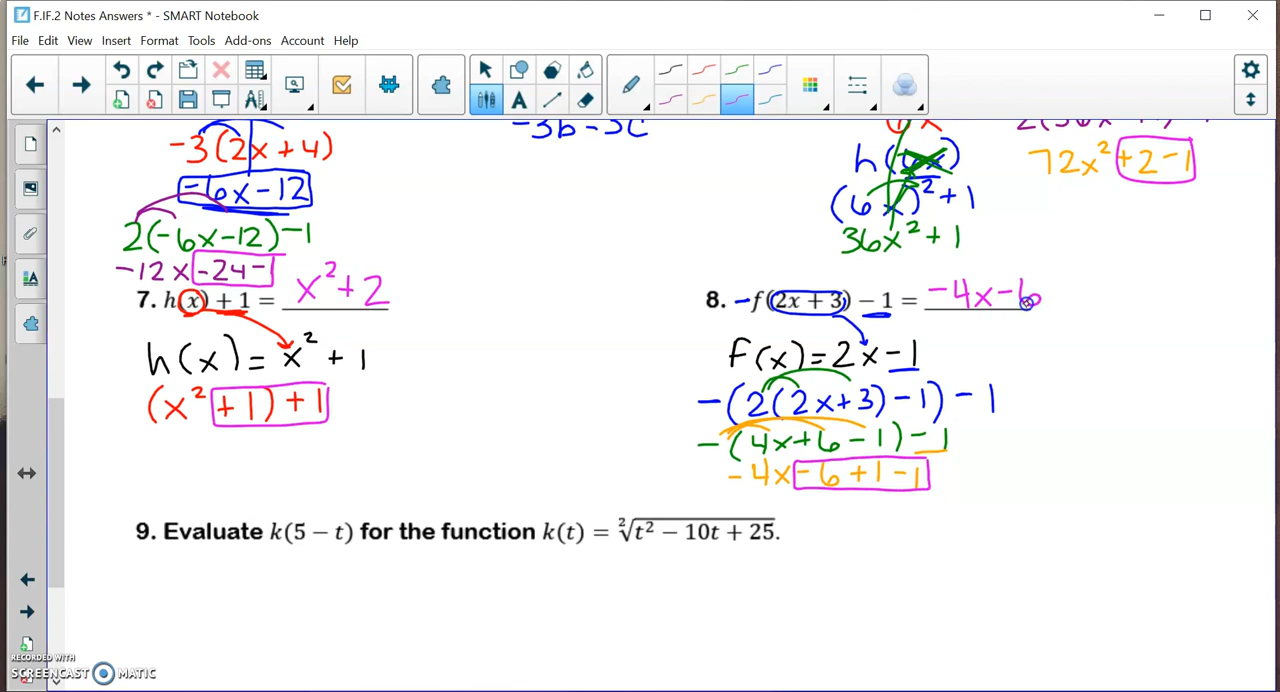 F.IF.2 Notes Answers * - SMART Notebook
File Edit View Insert Format Tools Add-ons Account Help
-3(2x + 4)
-6x - 12
2(-6x - 12) - 1
-12x - 24 - 1
-3b - 3c
h(6x)
(6x)² + 1
36x² + 1
72x² + 2 - 1
7. h(x) + 1 = x² + 2
h(x) = x² + 1
(x² + 1) + 1
8. -f(2x + 3) - 1 = -4x - 6
f(x) = 2x - 1
-(2(2x + 3) - 1) - 1
-(4x + 6 - 1) - 1
-4x - 6 + 1 - 1
9. Evaluate k(5 − t) for the function k(t) = ²√t² − 10t + 25.
RECORDED WITH
SCREENCAST MATIC